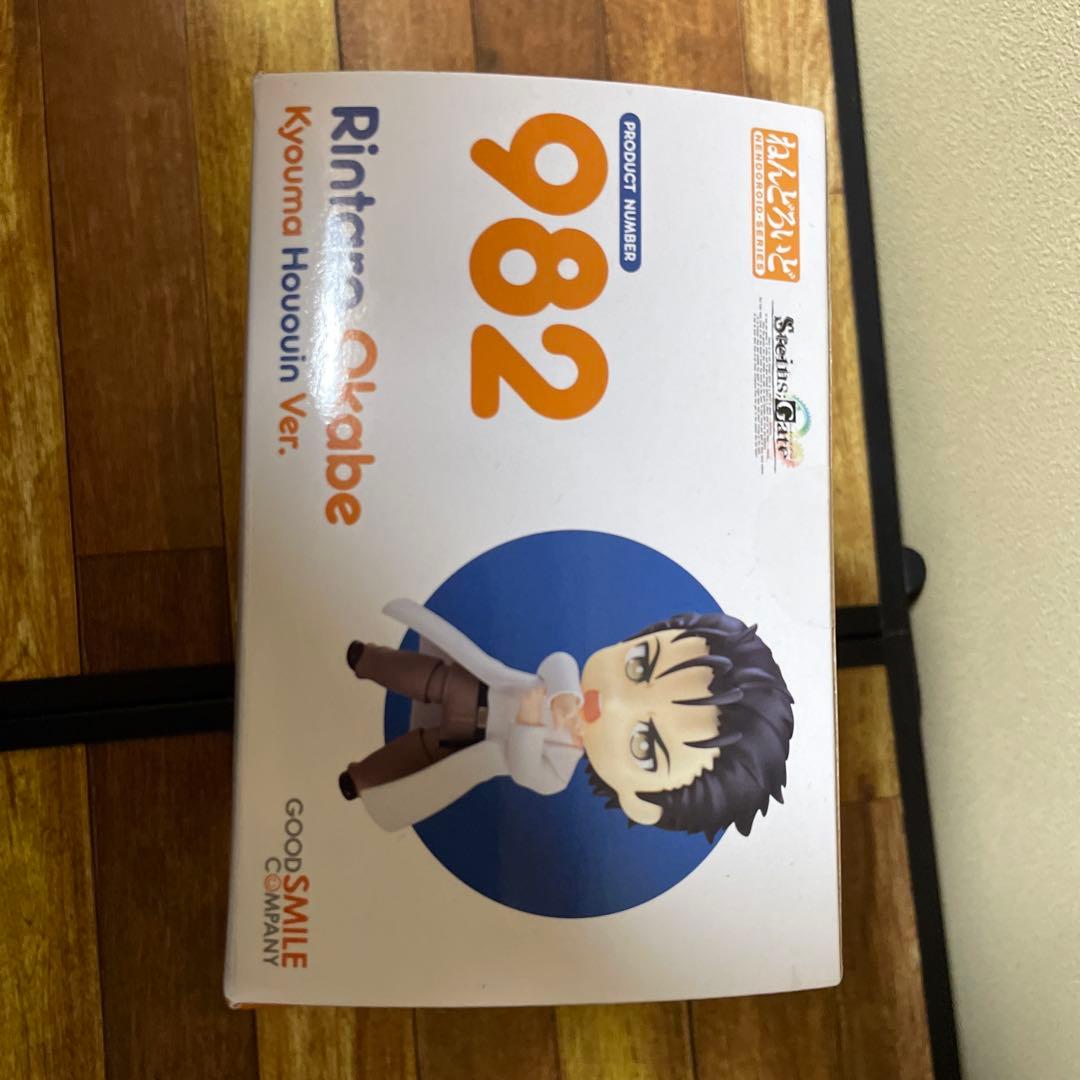 ねんどろいど
NENDOROID-SERIES
Steins;Gate
PRODUCT NUMBER
982
Rintaro Okabe
Kyouma Hououin Ver.
GOOD SMILE
COMPANY